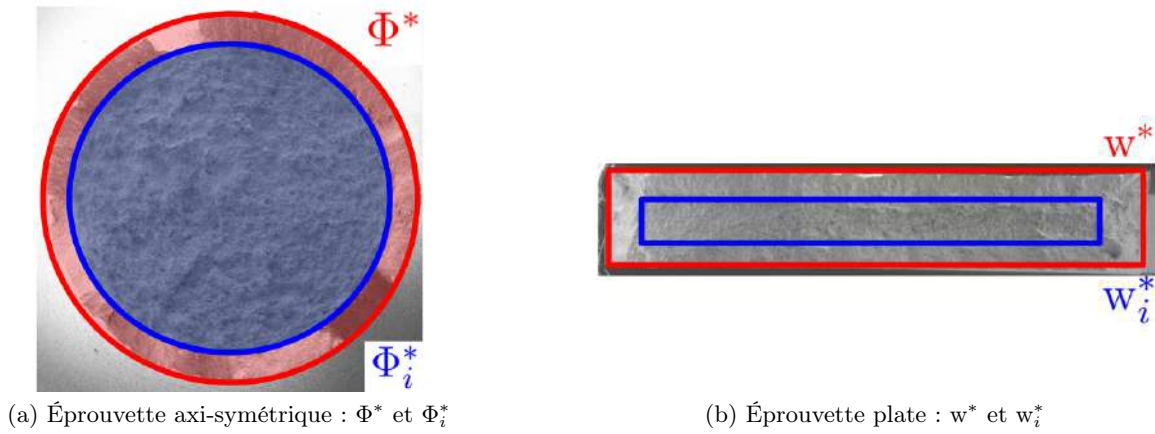 Φ*
Φ*i
w*
w*i
(a) Éprouvette axi-symétrique : Φ* et Φ*i
(b) Éprouvette plate : w* et w*i